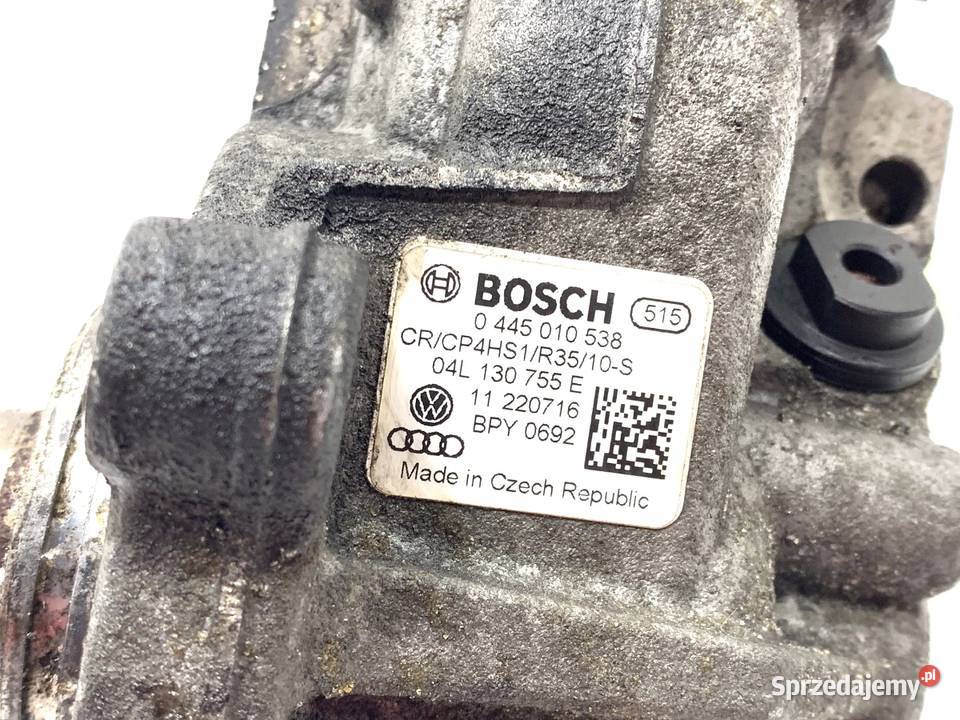 BOSCH 515
0 445 010 538
CR/CP4HS1/R35/10-S
04L 130 755 E
11 220716
BPY 0692
Made in Czech Republic
Sprzedajemy.pl